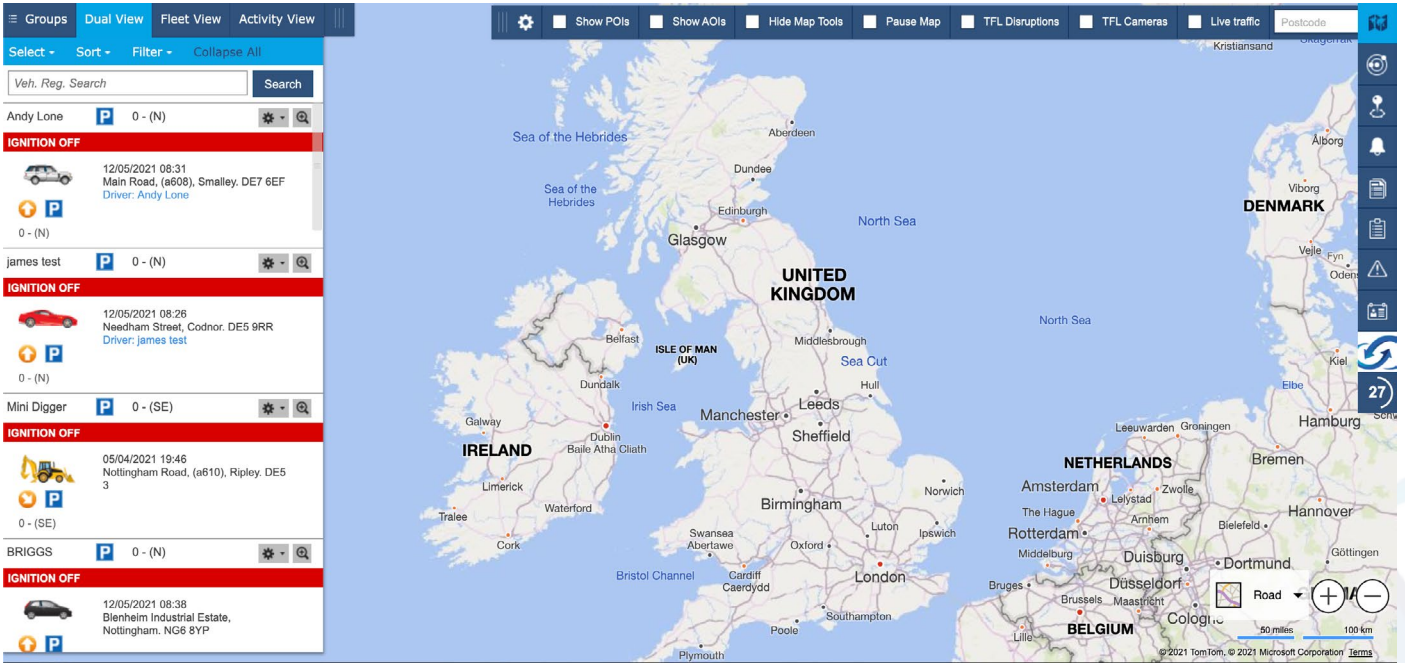 Groups Dual View Fleet View Activity View
Select Sort Filter Collapse All
Veh. Reg. Search Search
Andy Lone P 0 - (N)
IGNITION OFF
12/05/2021 08:31
Main Road, (a608), Smalley. DE7 6EF
Driver: Andy Lone
P
0 - (N)
james test P 0 - (N)
IGNITION OFF
12/05/2021 08:26
Needham Street, Codnor. DE5 9RR
Driver: james test
P
0 - (N)
Mini Digger P 0 - (SE)
IGNITION OFF
05/04/2021 19:46
Nottingham Road, (a610), Ripley. DE5
3
P
0 - (SE)
BRIGGS P 0 - (N)
IGNITION OFF
12/05/2021 08:38
Blenheim Industrial Estate,
Nottingham. NG6 8YP
P
Show POIs Show AOIs Hide Map Tools Pause Map TFL Disruptions TFL Cameras Live traffic Postcode
Kristiansand Skagerrak
Aberdeen
Sea of the Hebrides
Ålborg
Dundee
Sea of the
Hebrides
Viborg
DENMARK
Edinburgh
North Sea
Glasgow
Vejle Fyn
Odens
UNITED
KINGDOM
North Sea
Belfast
ISLE OF MAN
(UK)
Middlesbrough
Sea Cut
Kiel
Dundalk
Hull
Elbe
27
Irish Sea
Manchester Leeds
Galway
Sheffield
Leeuwarden Groningen
Hamburg
Schw
Dublin
Baile Atha Cliath
IRELAND
NETHERLANDS
Bremen
Limerick
Amsterdam
Lelystad Zwolle
Norwich
Birmingham
Waterford
Tralee
The Hague
Arnhem
Hannover
Bielefeld
Luton
Ipswich
Rotterdam
Swansea
Abertawe
Oxford
Cork
Middelburg
Duisburg
Göttingen
Dortmund
Bristol Channel
Cardiff
Caerdydd
London
Bruges
Düsseldorf
Brussels Maastricht
Road
Southampton
Cologne
Poole
BELGIUM
Lille
50 miles 100 km
Plymouth
© 2021 TomTom, © 2021 Microsoft Corporation Terms